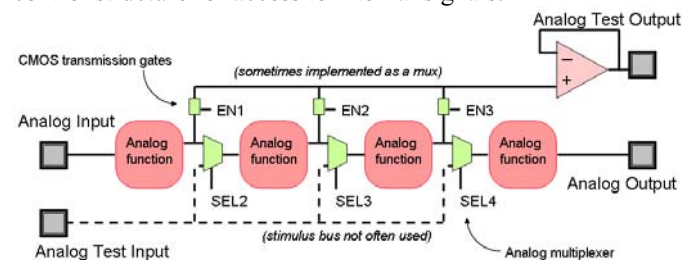 Analog Test Output
CMOS transmission gates
(sometimes implemented as a mux)
−
+
EN1
EN2
EN3
Analog Input
Analog function
Analog function
Analog function
Analog function
SEL2
SEL3
SEL4
Analog Output
(stimulus bus not often used)
Analog Test Input
Analog multiplexer